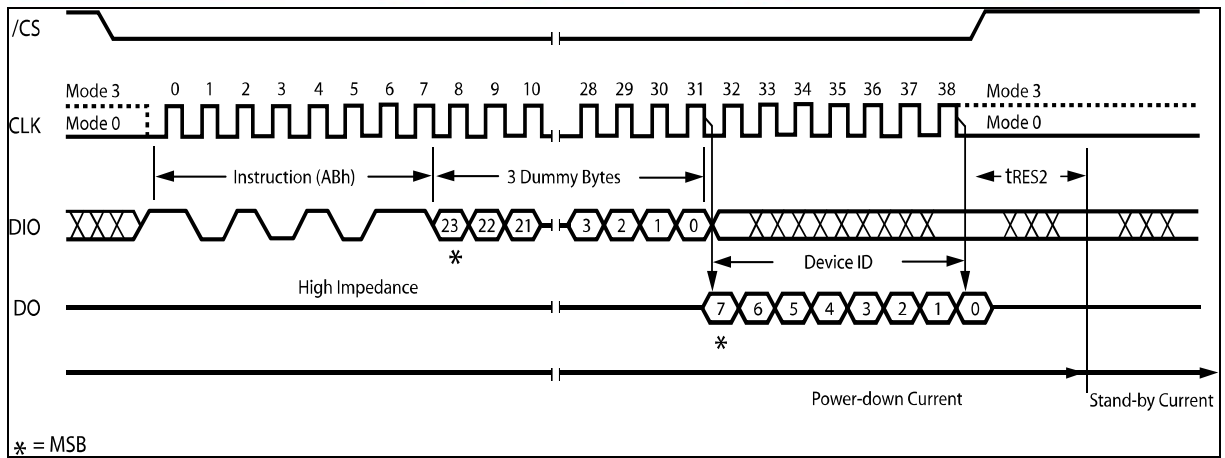 /CS
Mode 3 0 1 2 3 4 5 6 7 8 9 10 28 29 30 31 32 33 34 35 36 37 38 Mode 3
CLK Mode 0 Mode 0
Instruction (ABh) 3 Dummy Bytes tRES2
DIO 23 22 21 3 2 1 0
* Device ID
High Impedance
DO 7 6 5 4 3 2 1 0
*
Power-down Current Stand-by Current
* = MSB